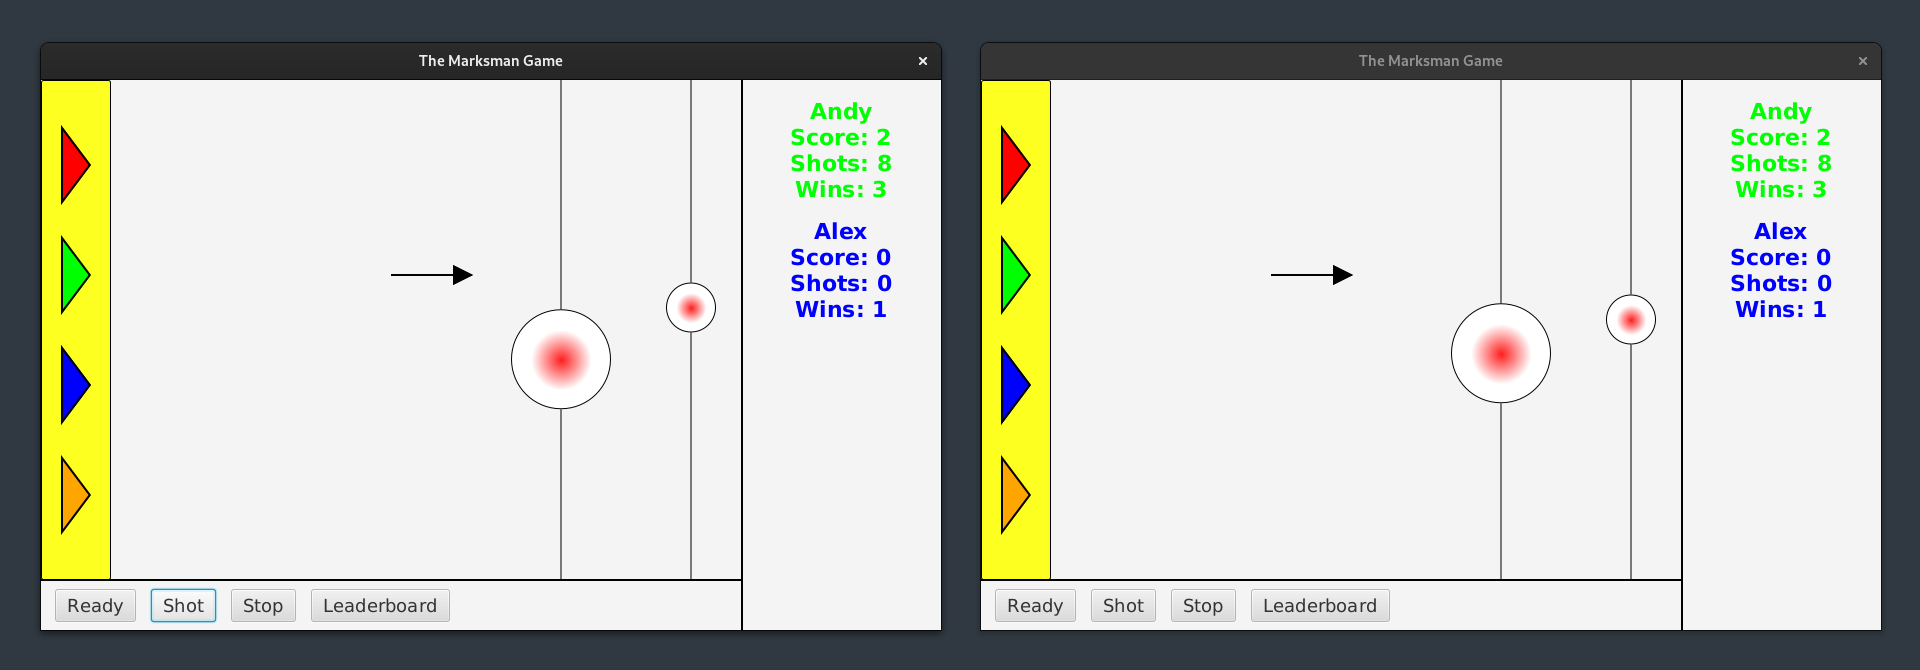 The Marksman Game
Andy
Score: 2
Shots: 8
Wins: 3
Alex
Score: 0
Shots: 0
Wins: 1
Ready
Shot
Stop
Leaderboard
The Marksman Game
Andy
Score: 2
Shots: 8
Wins: 3
Alex
Score: 0
Shots: 0
Wins: 1
Ready
Shot
Stop
Leaderboard